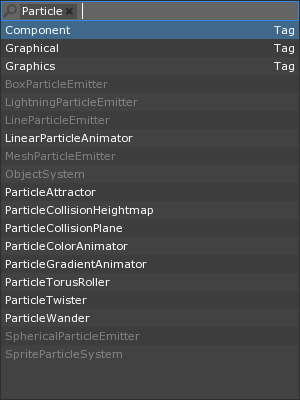 Particle ×
Component Tag
Graphical Tag
Graphics Tag
BoxParticleEmitter
LightningParticleEmitter
LineParticleEmitter
LinearParticleAnimator
MeshParticleEmitter
ObjectSystem
ParticleAttractor
ParticleCollisionHeightmap
ParticleCollisionPlane
ParticleColorAnimator
ParticleGradientAnimator
ParticleTorusRoller
ParticleTwister
ParticleWander
SphericalParticleEmitter
SpriteParticleSystem